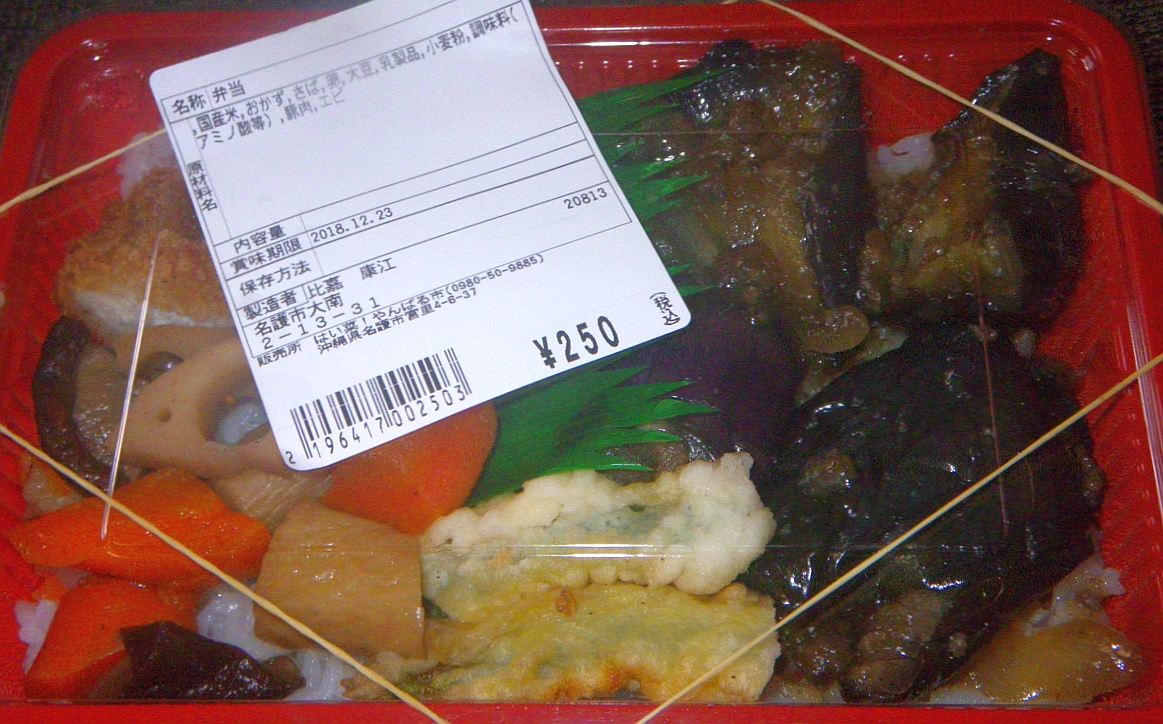 名称 弁当
原材料名 ,国産米,おかず,さば,卵,大豆,乳製品,小麦粉,調味料(
アミノ酸等),豚肉,エビ
内容量
賞味期限 2018.12.23 20813
保存方法
製造者 比嘉 康江
名護市大南
2-13-31
販売所 はい菜!やんばる市(0980-50-9885)
沖縄県名護市宮里4-6-37
¥250 (税込)
2 196417 002503